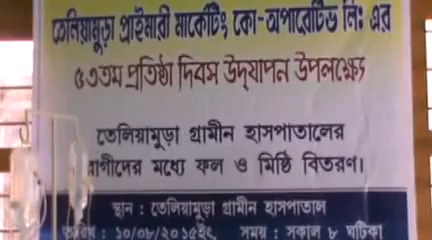 তেলিয়ামুড়া প্রাইমারী মার্কেটিং কো-অপারেটিভ লিঃ এর
৫৩তম প্রতিষ্ঠা দিবস উদ্‌যাপন উপলক্ষ্যে
তেলিয়ামুড়া গ্রামীন হাসপাতালের
রোগীদের মধ্যে ফল ও মিষ্টি বিতরণ।
স্থান : তেলিয়ামুড়া গ্রামীন হাসপাতাল
তারিখ : ১০/০৮/২০১৫ইং, সময় : সকাল ৮ ঘটিকা